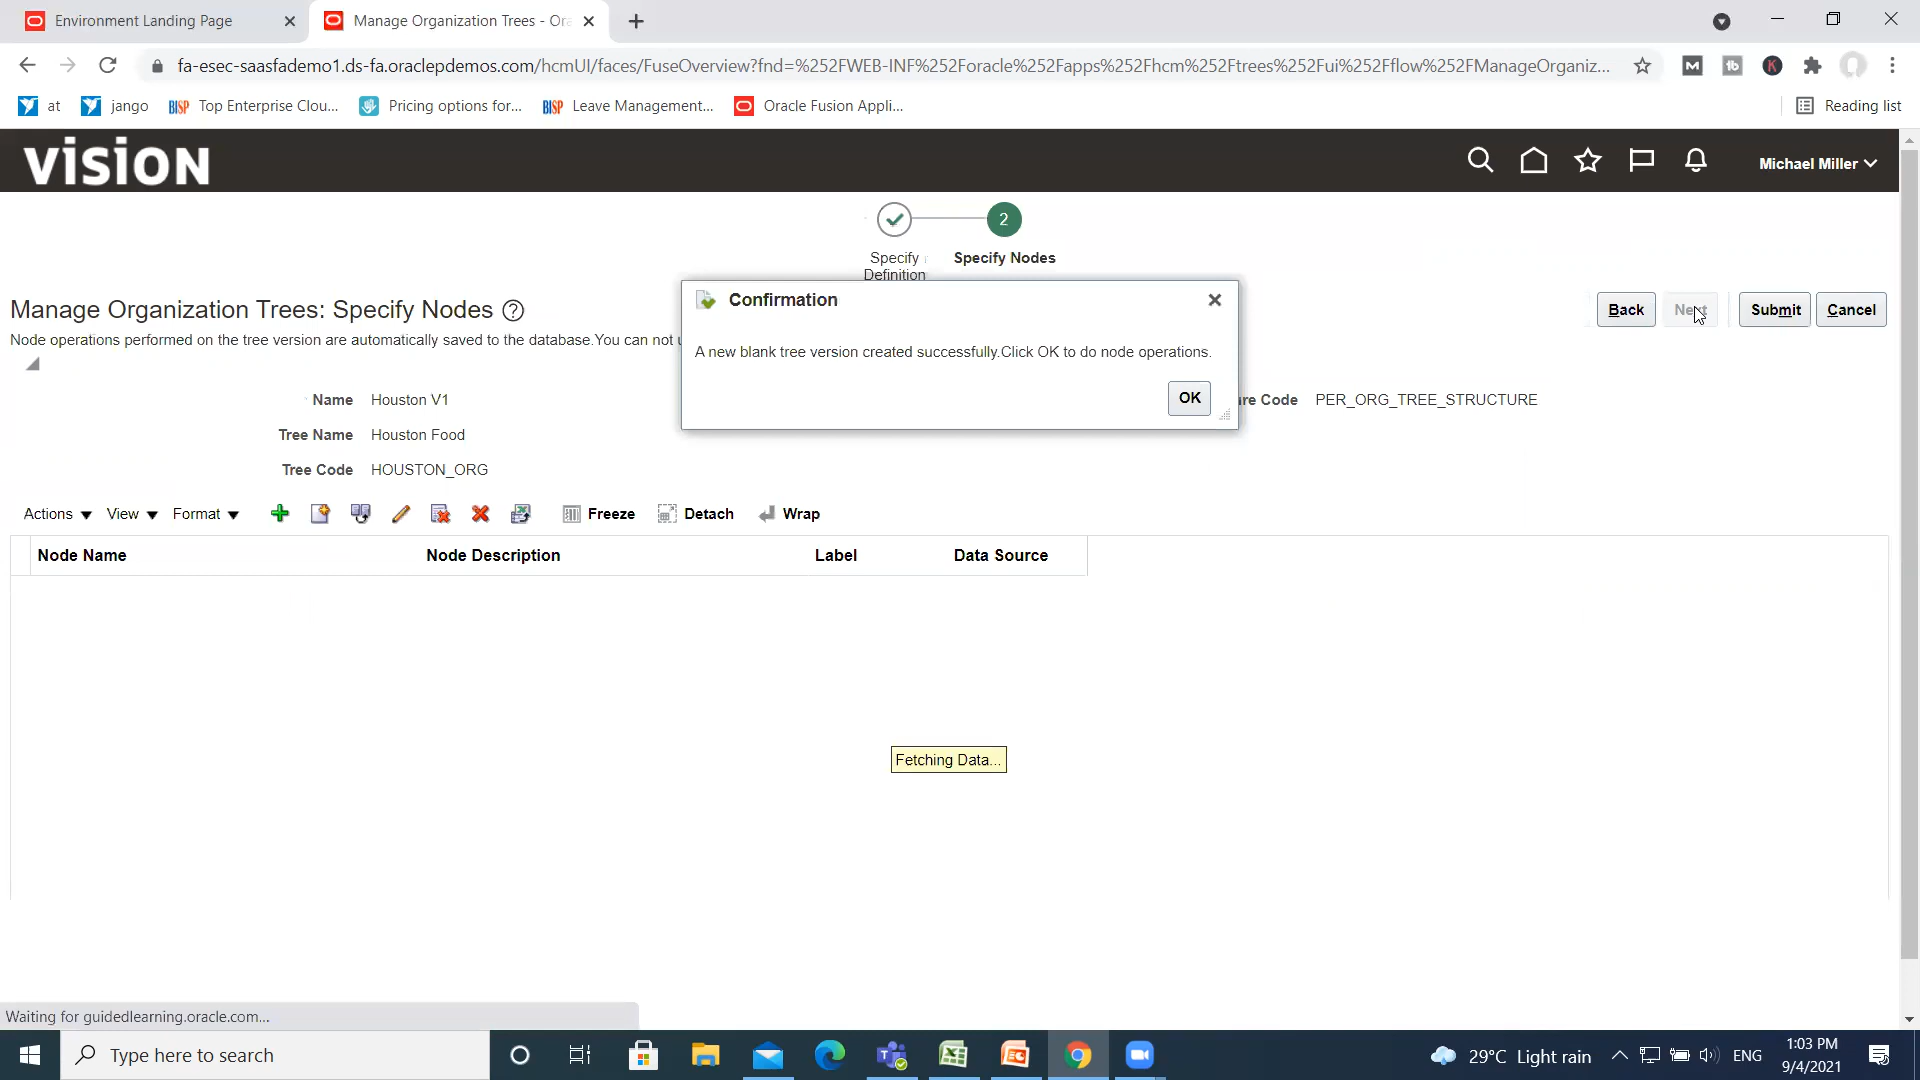 Environment Landing Page
Manage Organization Trees - Ora
fa-esec-saasfademo1.ds-fa.oraclepdemos.com/hcmUI/faces/FuseOverview?fnd=%252FWEB-INF%252Foracle%252Fapps%252Fhcm%252Ftrees%252Fui%252Fflow%252FManageOrganiz...
at
jango
BISP Top Enterprise Clou...
Pricing options for...
BISP Leave Management...
Oracle Fusion Appli...
Reading list
VISION
Michael Miller
2
Specify Definition
Specify Nodes
Confirmation
A new blank tree version created successfully.Click OK to do node operations.
OK
Manage Organization Trees: Specify Nodes
Back
Next
Submit
Cancel
Node operations performed on the tree version are automatically saved to the database.You can not
Name Houston V1
ure Code PER_ORG_TREE_STRUCTURE
Tree Name Houston Food
Tree Code HOUSTON_ORG
Actions View Format Freeze Detach Wrap
Node Name Node Description Label Data Source
Fetching Data...
Waiting for guidedlearning.oracle.com...
Type here to search
29°C Light rain
ENG
1:03 PM
9/4/2021